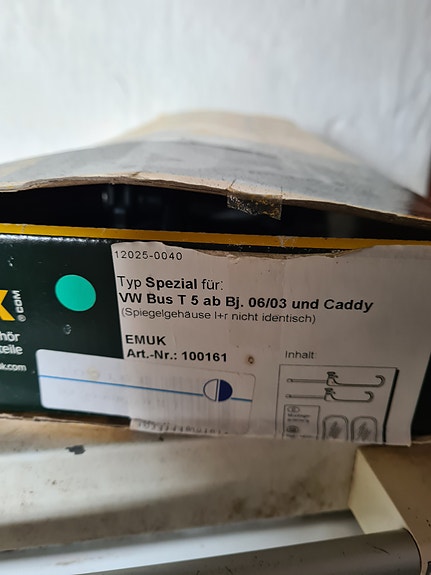 12025-0040
Typ Spezial für:
VW Bus T 5 ab Bj. 06/03 und Caddy
(Spiegelgehäuse l+r nicht identisch)
EMUK
Art.-Nr.: 100161
Inhalt
K
.COM